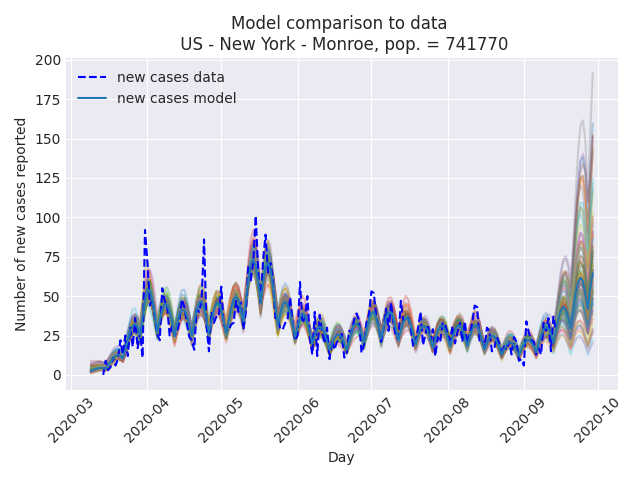 Model comparison to data
US - New York - Monroe, pop. = 741770
new cases data
new cases model
Number of new cases reported
200
175
150
125
100
75
50
25
0
2020-03
2020-04
2020-05
2020-06
2020-07
2020-08
2020-09
2020-10
Day